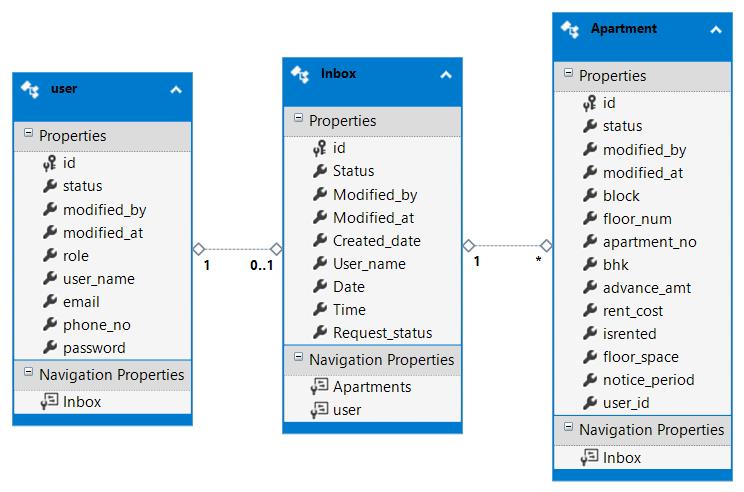 user
Properties
id
status
modified_by
modified_at
role
user_name
email
phone_no
password
Navigation Properties
Inbox
1
0..1
Inbox
Properties
id
Status
Modified_by
Modified_at
Created_date
User_name
Date
Time
Request_status
Navigation Properties
Apartments
user
1
*
Apartment
Properties
id
status
modified_by
modified_at
block
floor_num
apartment_no
bhk
advance_amt
rent_cost
isrented
floor_space
notice_period
user_id
Navigation Properties
Inbox